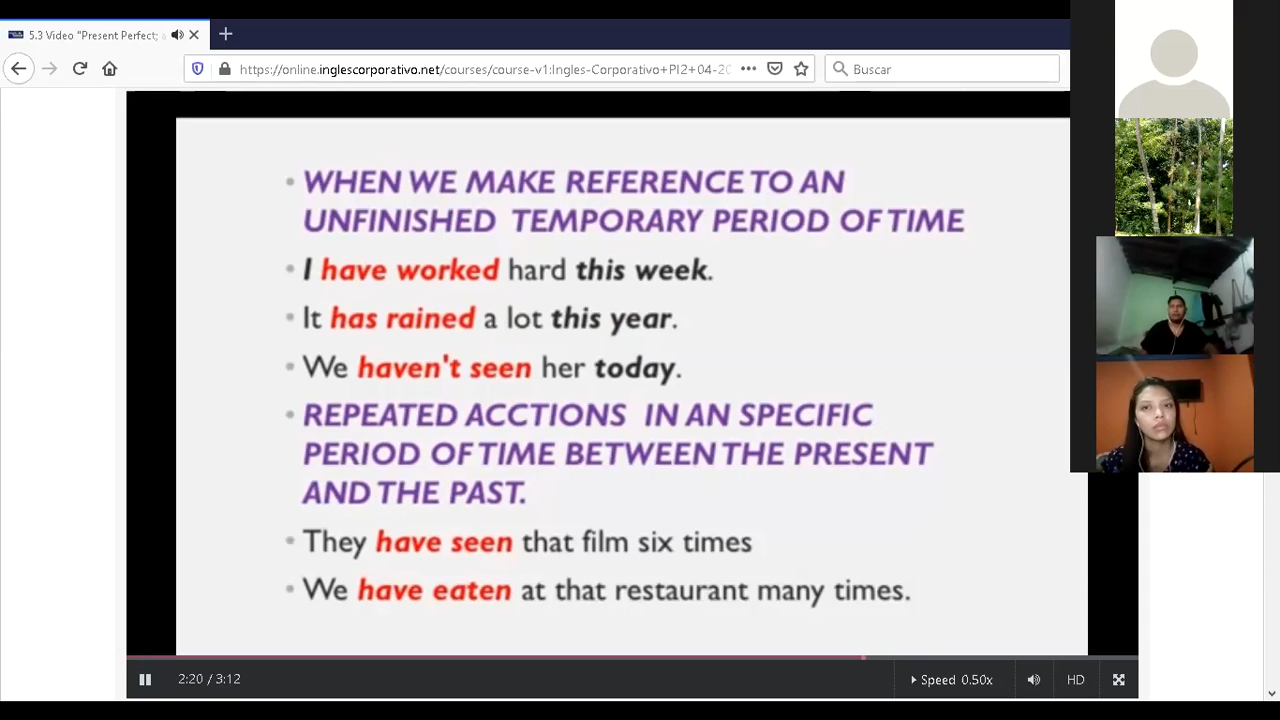 5.3 Video "Present Perfect;
https://online.inglescorporativo.net/courses/course-v1:Ingles-Corporativo+PI2+04-20
Buscar
• WHEN WE MAKE REFERENCE TO AN
UNFINISHED TEMPORARY PERIOD OF TIME
• I have worked hard this week.
• It has rained a lot this year.
• We haven't seen her today.
• REPEATED ACCTIONS IN AN SPECIFIC
PERIOD OF TIME BETWEEN THE PRESENT
AND THE PAST.
• They have seen that film six times
• We have eaten at that restaurant many times.
2:20 / 3:12
Speed 0.50x
HD